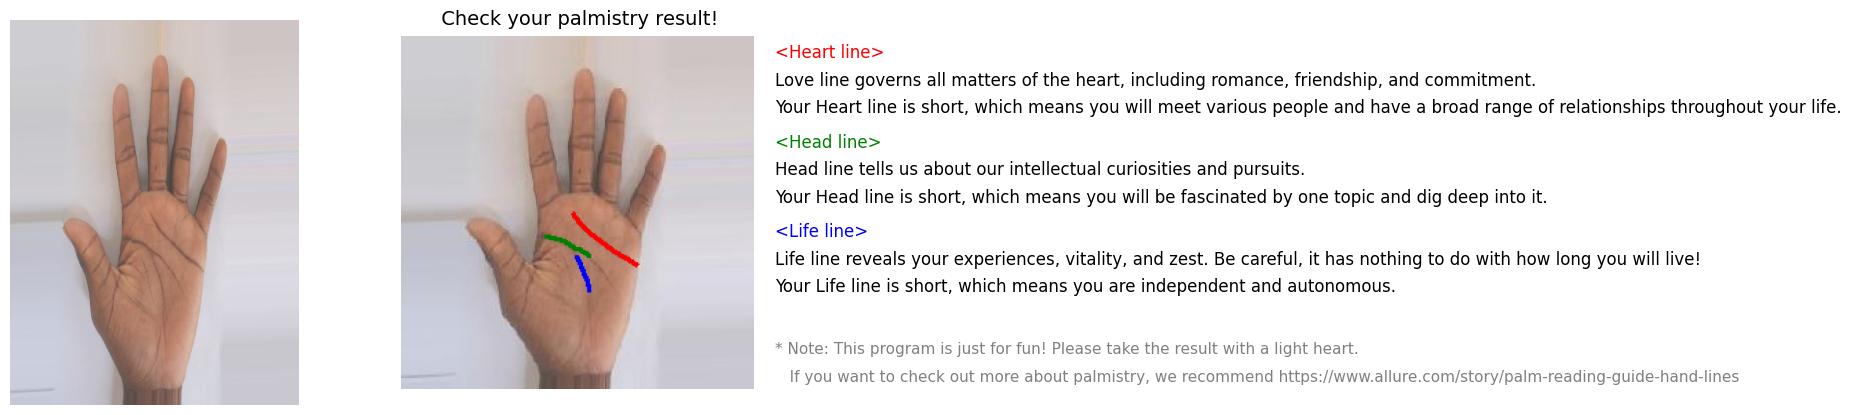 Check your palmistry result!
<Heart line>
Love line governs all matters of the heart, including romance, friendship, and commitment.
Your Heart line is short, which means you will meet various people and have a broad range of relationships throughout your life.
<Head line>
Head line tells us about our intellectual curiosities and pursuits.
Your Head line is short, which means you will be fascinated by one topic and dig deep into it.
<Life line>
Life line reveals your experiences, vitality, and zest. Be careful, it has nothing to do with how long you will live!
Your Life line is short, which means you are independent and autonomous.
* Note: This program is just for fun! Please take the result with a light heart.
If you want to check out more about palmistry, we recommend https://www.allure.com/story/palm-reading-guide-hand-lines